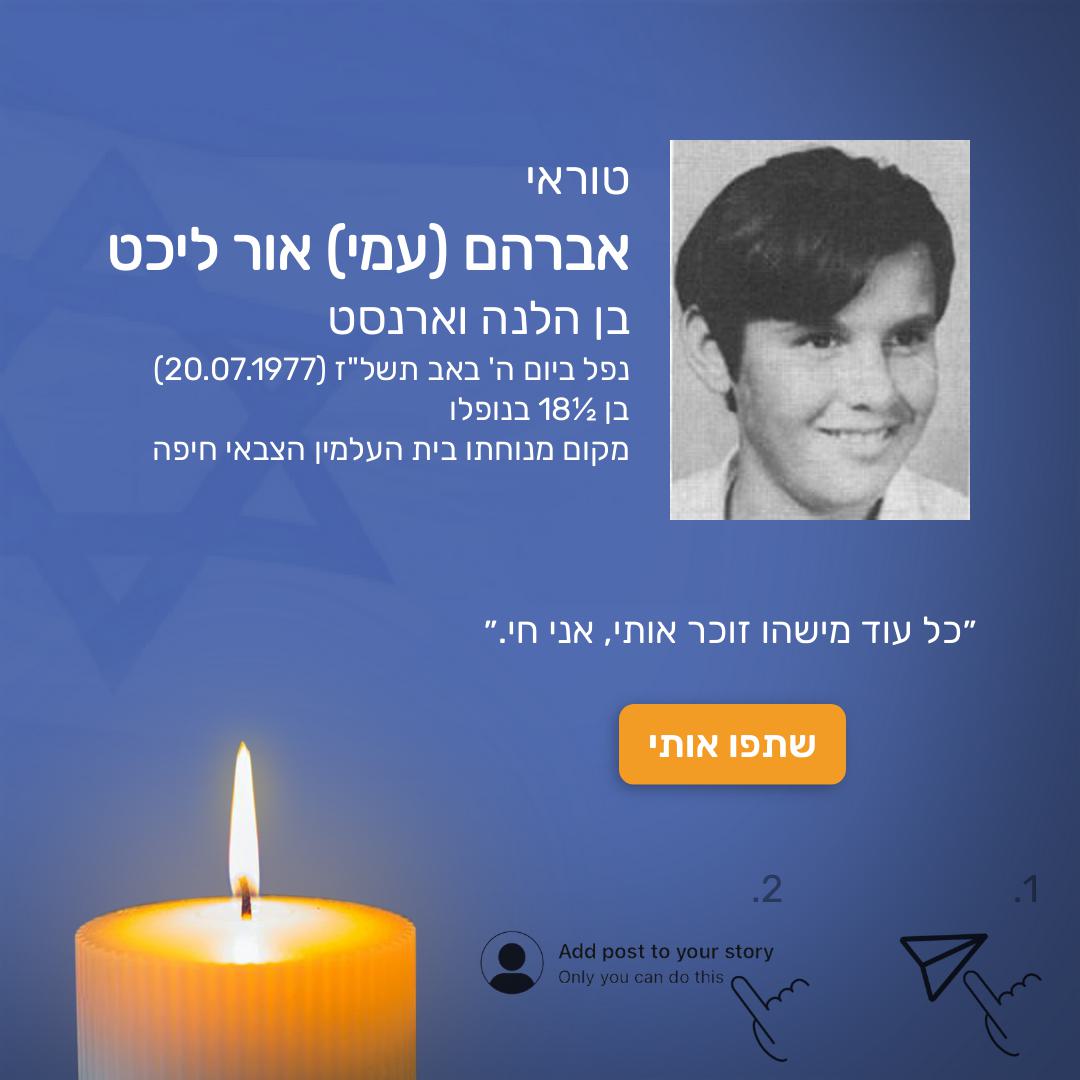 טוראי
אברהם (עמי) אור ליכט
בן הלנה וארנסט
נפל ביום ה' באב תשל"ז (20.07.1977)
בן 18½ בנופלו
מקום מנוחתו בית העלמין הצבאי חיפה
״כל עוד מישהו זוכר אותי, אני חי.״
שתפו אותי
.1
.2
Add post to your story
Only you can do this